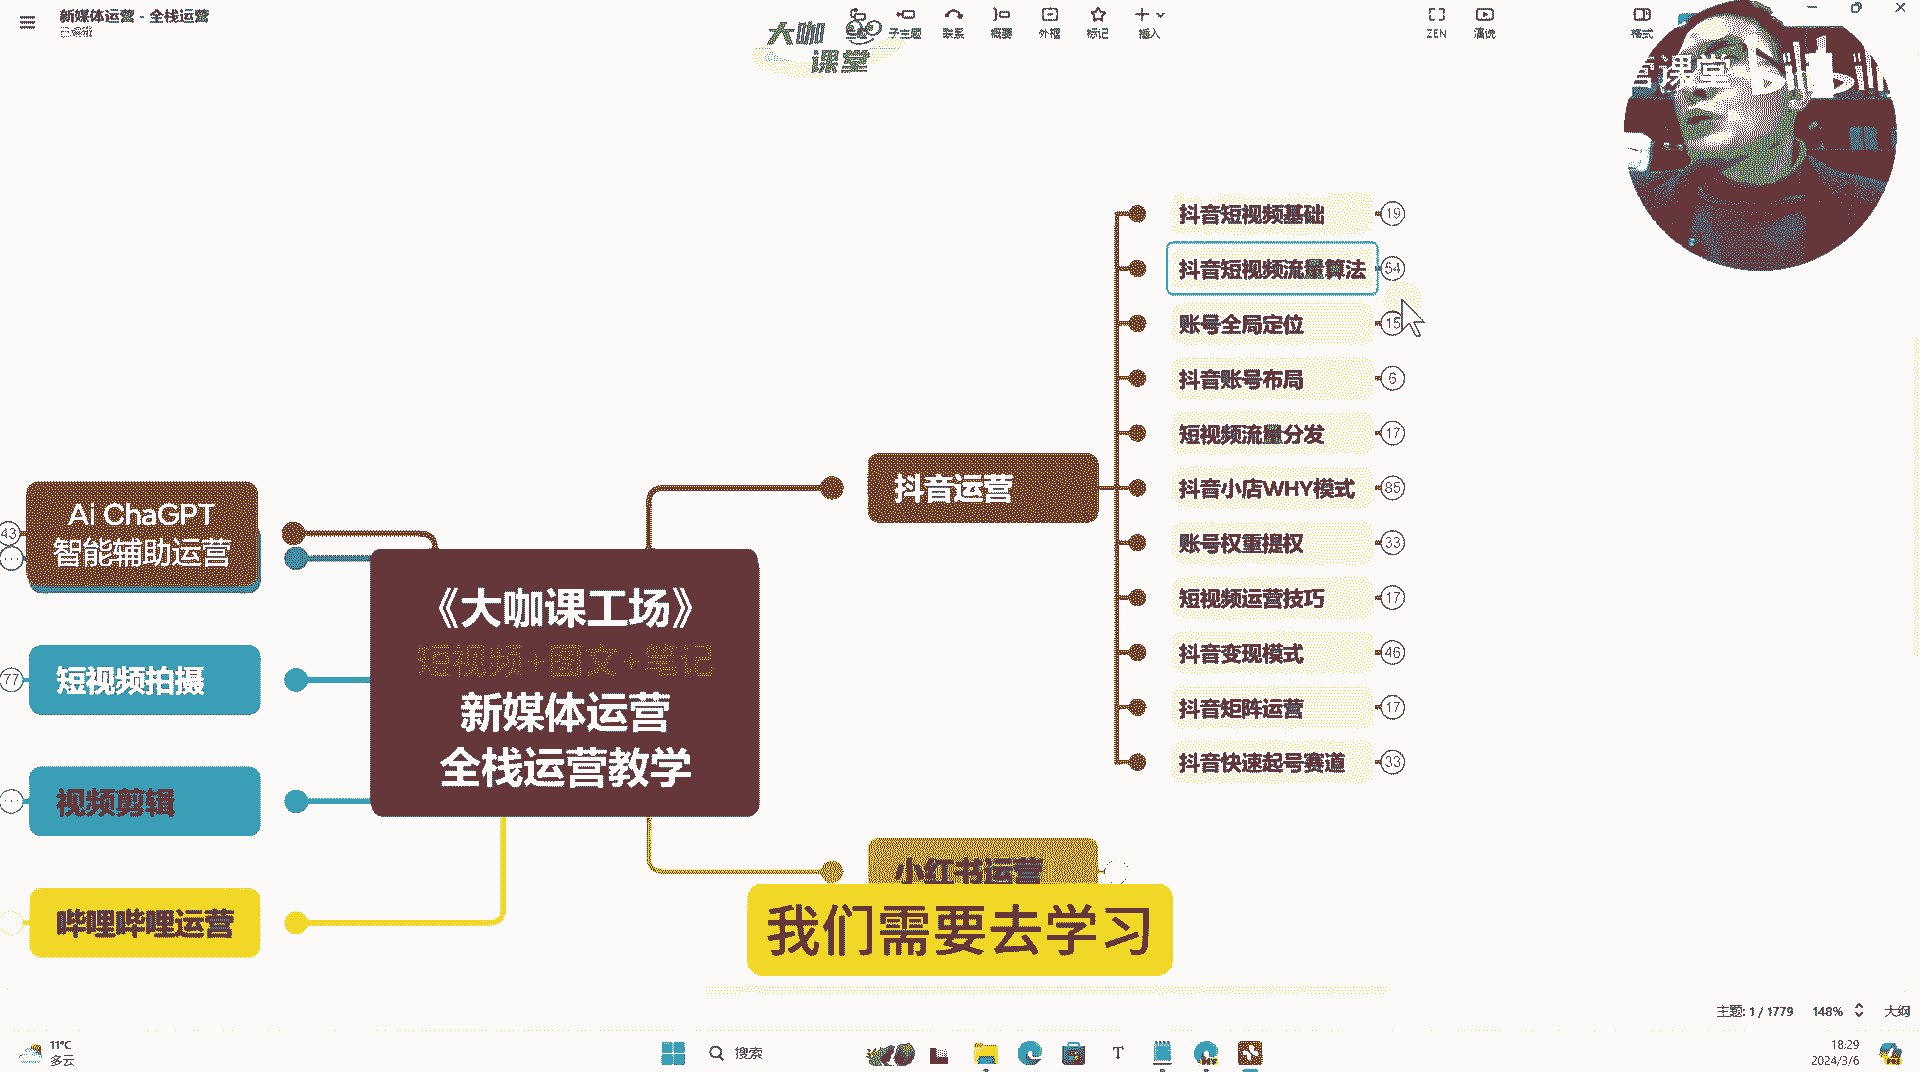 新媒体运营 - 全栈运营
已编辑
大咖
课堂
子主题
联系
概要
外框
标记
插入
ZEN
演说
格式
营课堂 bilibili
抖音短视频基础 19
抖音短视频流量算法 54
账号全局定位 15
抖音账号布局 6
短视频流量分发 17
抖音小店WHY模式 85
账号权重提权 33
短视频运营技巧 17
抖音变现模式 46
抖音矩阵运营 17
抖音快速起号赛道 33
抖音运营
小红书运营
43
Ai ChaGPT
智能辅助运营
77
短视频拍摄
视频剪辑
哔哩哔哩运营
《大咖课工场》
短视频+图文+笔记
新媒体运营
全栈运营教学
我们需要去学习
主题: 1 / 1779
148%
大纲
11°C
多云
搜索
18:29
2024/3/6